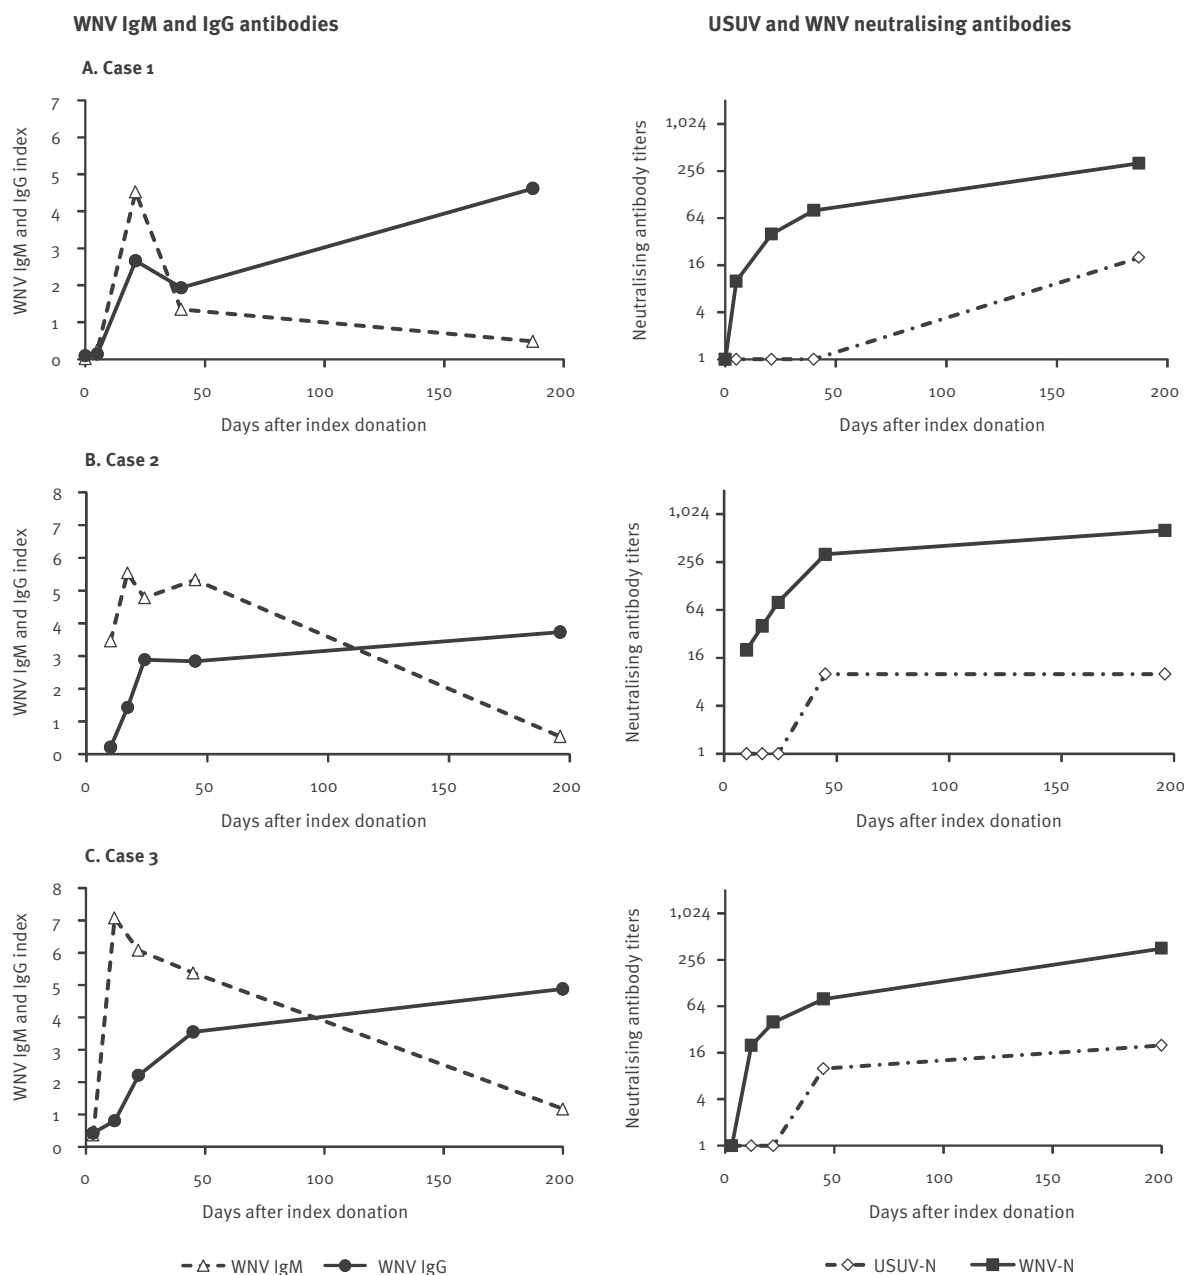 WNV IgM and IgG antibodies
USUV and WNV neutralising antibodies
A. Case 1
7
6
5
4
3
2
1
0
WNV IgM and IgG index
0 50 100 150 200
Days after index donation
1,024
256
64
16
4
1
Neutralising antibody titers
0 50 100 150 200
Days after index donation
B. Case 2
8
7
6
5
4
3
2
1
0
WNV IgM and IgG index
0 50 100 150 200
Days after index donation
1,024
256
64
16
4
1
Neutralising antibody titers
0 50 100 150 200
Days after index donation
C. Case 3
8
7
6
5
4
3
2
1
0
WNV IgM and IgG index
0 50 100 150 200
Days after index donation
1,024
256
64
16
4
1
Neutralising antibody titers
0 50 100 150 200
Days after index donation
WNV IgM WNV IgG
USUV-N WNV-N